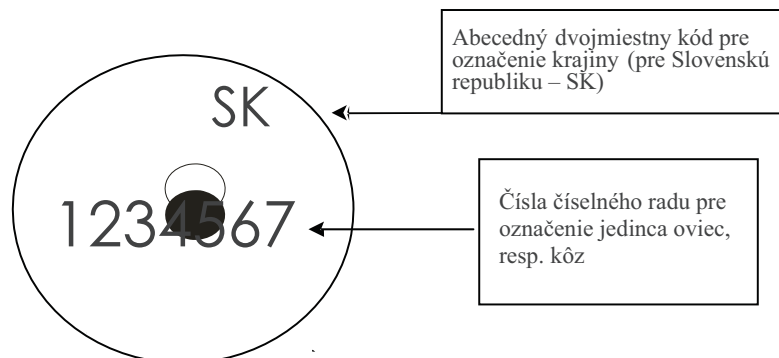 Abecedný dvojmiestny kód pre
označenie krajiny (pre Slovenskú
republiku – SK)
SK
1234567
Čísla číselného radu pre
označenie jedinca oviec,
resp. kôz